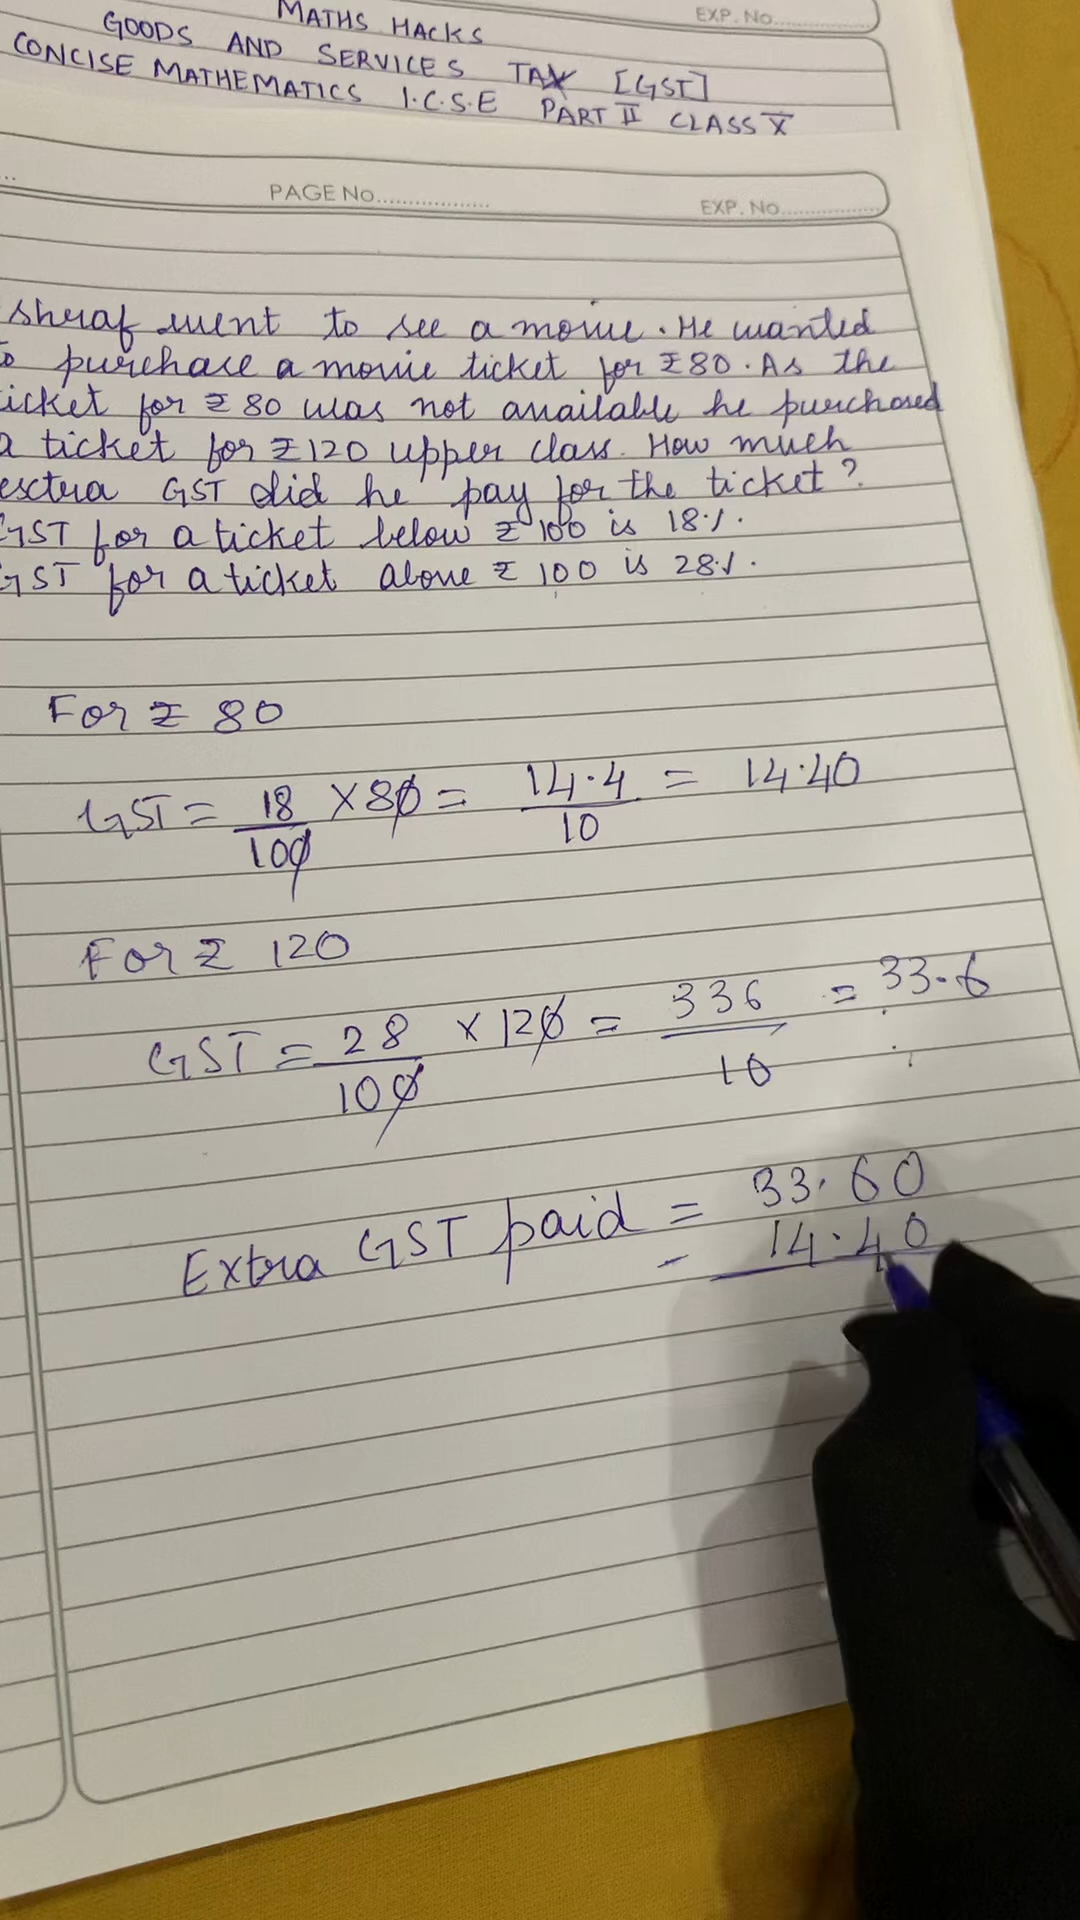 MATHS HACKS
EXP. No.
GOODS AND SERVICES TAX [GST]
CONCISE MATHEMATICS I.C.S.E PART II CLASS X
PAGE No.
EXP. No.
shraf went to see a movie. He wanted
to purchase a movie ticket for ₹80. As the
icket for ₹80 was not available he purchased
a ticket for ₹120 upper class. How much
extra GST did he pay for the ticket?
GST for a ticket below ₹100 is 18%.
GST for a ticket above ₹100 is 28%.
For ₹ 80
GST = 18/100 × 80 = 14.4/10 = 14.40
For ₹ 120
GST = 28/100 × 120 = 336/10 = 33.6
Extra GST paid = 33.60
- 14.40